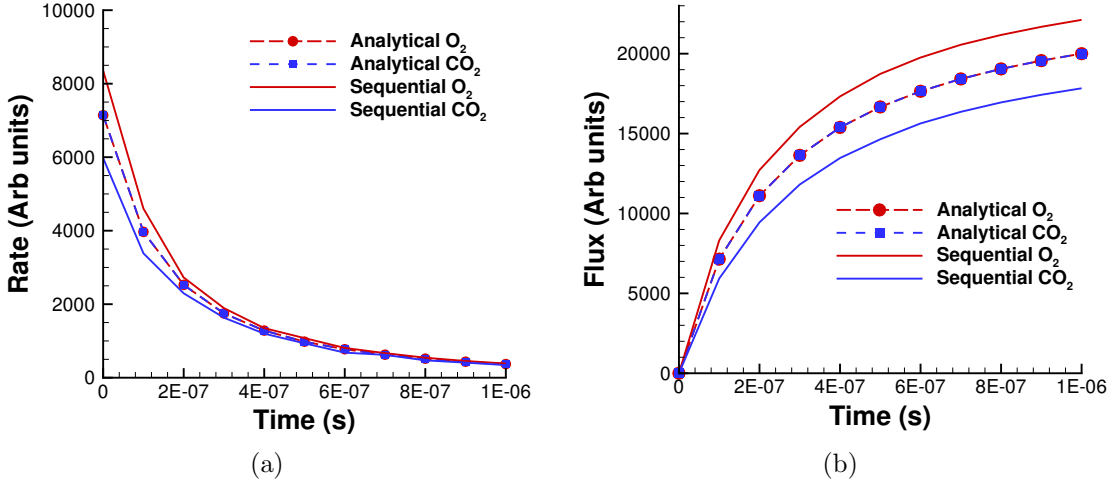 10000
8000
6000
4000
2000
0
Rate (Arb units)
Analytical O₂
Analytical CO₂
Sequential O₂
Sequential CO₂
0 2E-07 4E-07 6E-07 8E-07 1E-06
Time (s)
(a)
20000
15000
10000
5000
0
Flux (Arb units)
Analytical O₂
Analytical CO₂
Sequential O₂
Sequential CO₂
0 2E-07 4E-07 6E-07 8E-07 1E-06
Time (s)
(b)